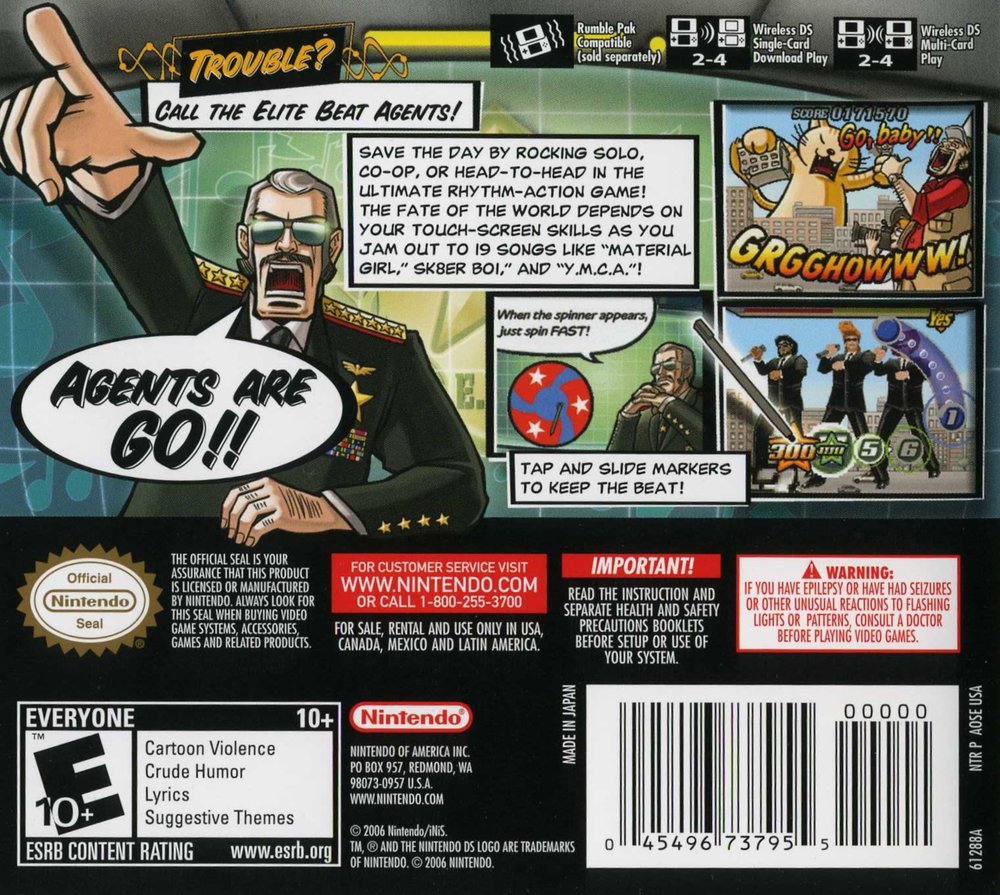 TROUBLE?
CALL THE ELITE BEAT AGENTS!
Rumble Pak
Compatible
(sold separately)
2-4
Wireless DS
Single-Card
Download Play
2-4
Wireless DS
Multi-Card
Play
SAVE THE DAY BY ROCKING SOLO,
CO-OP, OR HEAD-TO-HEAD IN THE
ULTIMATE RHYTHM-ACTION GAME!
THE FATE OF THE WORLD DEPENDS ON
YOUR TOUCH-SCREEN SKILLS AS YOU
JAM OUT TO 19 SONGS LIKE "MATERIAL
GIRL," SK8ER BOI," AND "Y.M.C.A."!
SCORE 0171570
Go, baby!!
GRGGHOWWW!
When the spinner appears,
just spin FAST!
Yes
1
300
5
6
AGENTS ARE
GO!!
TAP AND SLIDE MARKERS
TO KEEP THE BEAT!
Official
Nintendo
Seal
®
THE OFFICIAL SEAL IS YOUR
ASSURANCE THAT THIS PRODUCT
IS LICENSED OR MANUFACTURED
BY NINTENDO. ALWAYS LOOK FOR
THIS SEAL WHEN BUYING VIDEO
GAME SYSTEMS, ACCESSORIES,
GAMES AND RELATED PRODUCTS.
FOR CUSTOMER SERVICE VISIT
WWW.NINTENDO.COM
OR CALL 1-800-255-3700
FOR SALE, RENTAL AND USE ONLY IN USA,
CANADA, MEXICO AND LATIN AMERICA.
IMPORTANT!
READ THE INSTRUCTION AND
SEPARATE HEALTH AND SAFETY
PRECAUTIONS BOOKLETS
BEFORE SETUP OR USE OF
YOUR SYSTEM.
WARNING:
IF YOU HAVE EPILEPSY OR HAVE HAD SEIZURES
OR OTHER UNUSUAL REACTIONS TO FLASHING
LIGHTS OR PATTERNS, CONSULT A DOCTOR
BEFORE PLAYING VIDEO GAMES.
EVERYONE 10+
TM
E
10+
Cartoon Violence
Crude Humor
Lyrics
Suggestive Themes
ESRB CONTENT RATING www.esrb.org
Nintendo®
NINTENDO OF AMERICA INC.
PO BOX 957, REDMOND, WA
98073-0957 U.S.A.
WWW.NINTENDO.COM
© 2006 Nintendo/iNiS.
TM, ® AND THE NINTENDO DS LOGO ARE TRADEMARKS
OF NINTENDO. © 2006 NINTENDO.
MADE IN JAPAN
00000
0 45496 73795 5
NTR P AOSE USA
61288A